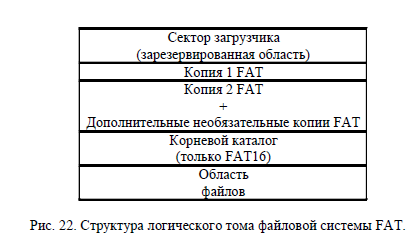 Сектор загрузчика
(зарезервированная область)
Копия 1 FAT
Копия 2 FAT
+
Дополнительные необязательные копии FAT
Корневой каталог
(только FAT16)
Область
файлов
Рис. 22. Структура логического тома файловой системы FAT.